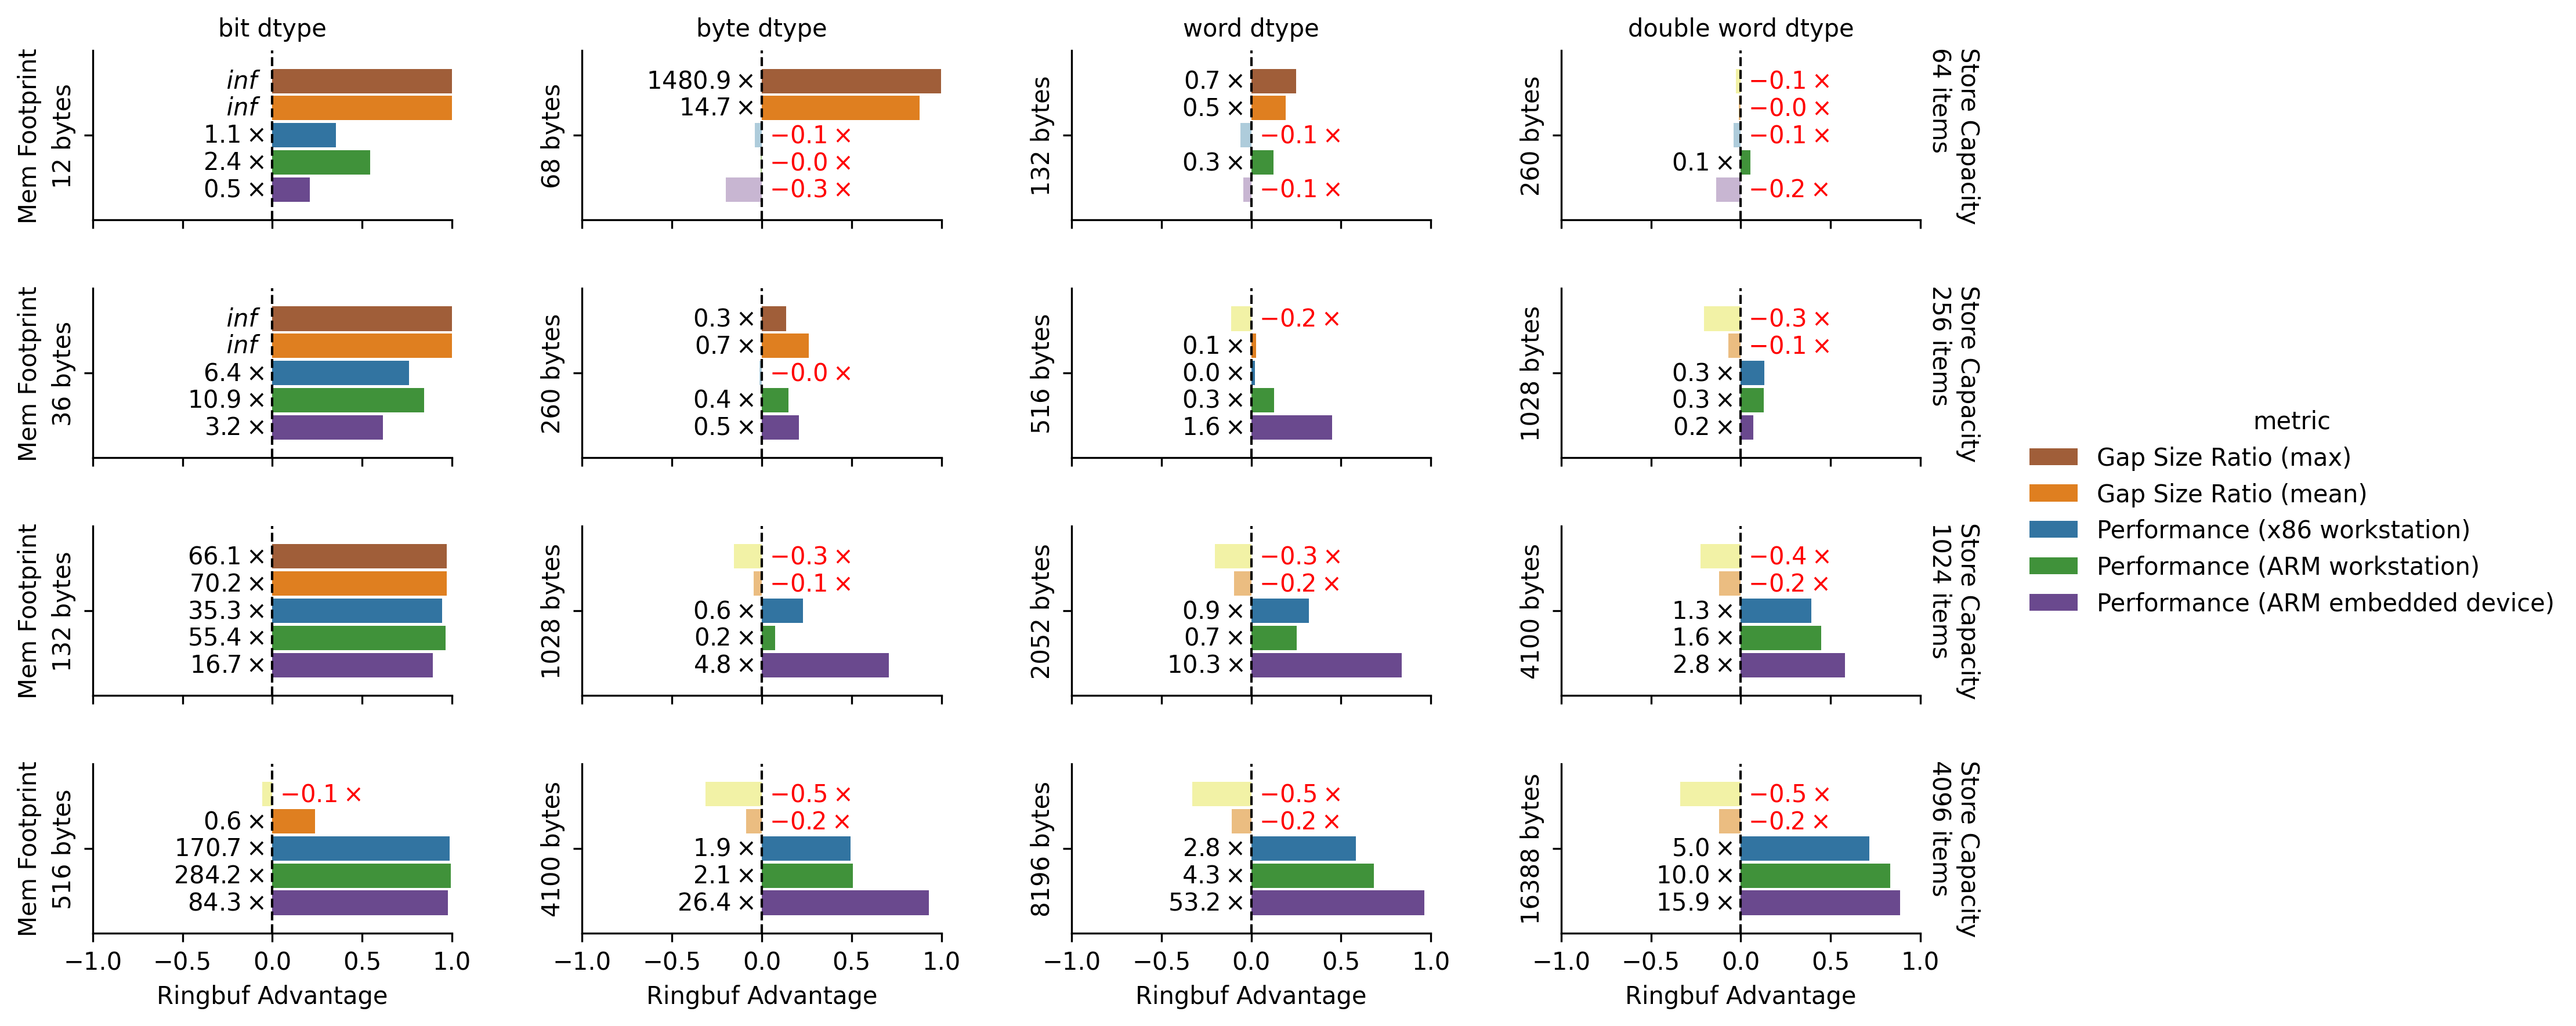 bit dtype
byte dtype
word dtype
double word dtype
Mem Footprint
12 bytes
inf
inf
1.1 ×
2.4 ×
0.5 ×
68 bytes
1480.9 ×
14.7 ×
−0.1 ×
−0.0 ×
−0.3 ×
132 bytes
0.7 ×
0.5 ×
−0.1 ×
0.3 ×
−0.1 ×
260 bytes
−0.1 ×
−0.0 ×
−0.1 ×
0.1 ×
−0.2 ×
Store Capacity
64 items
Mem Footprint
36 bytes
inf
inf
6.4 ×
10.9 ×
3.2 ×
260 bytes
0.3 ×
0.7 ×
−0.0 ×
0.4 ×
0.5 ×
516 bytes
−0.2 ×
0.1 ×
0.0 ×
0.3 ×
1.6 ×
1028 bytes
−0.3 ×
−0.1 ×
0.3 ×
0.3 ×
0.2 ×
Store Capacity
256 items
Mem Footprint
132 bytes
66.1 ×
70.2 ×
35.3 ×
55.4 ×
16.7 ×
1028 bytes
−0.3 ×
−0.1 ×
0.6 ×
0.2 ×
4.8 ×
2052 bytes
−0.3 ×
−0.2 ×
0.9 ×
0.7 ×
10.3 ×
4100 bytes
−0.4 ×
−0.2 ×
1.3 ×
1.6 ×
2.8 ×
Store Capacity
1024 items
Mem Footprint
516 bytes
−0.1 ×
0.6 ×
170.7 ×
284.2 ×
84.3 ×
4100 bytes
−0.5 ×
−0.2 ×
1.9 ×
2.1 ×
26.4 ×
8196 bytes
−0.5 ×
−0.2 ×
2.8 ×
4.3 ×
53.2 ×
16388 bytes
−0.5 ×
−0.2 ×
5.0 ×
10.0 ×
15.9 ×
Store Capacity
4096 items
−1.0 −0.5 0.0 0.5 1.0
−1.0 −0.5 0.0 0.5 1.0
−1.0 −0.5 0.0 0.5 1.0
−1.0 −0.5 0.0 0.5 1.0
Ringbuf Advantage
Ringbuf Advantage
Ringbuf Advantage
Ringbuf Advantage
metric
Gap Size Ratio (max)
Gap Size Ratio (mean)
Performance (x86 workstation)
Performance (ARM workstation)
Performance (ARM embedded device)